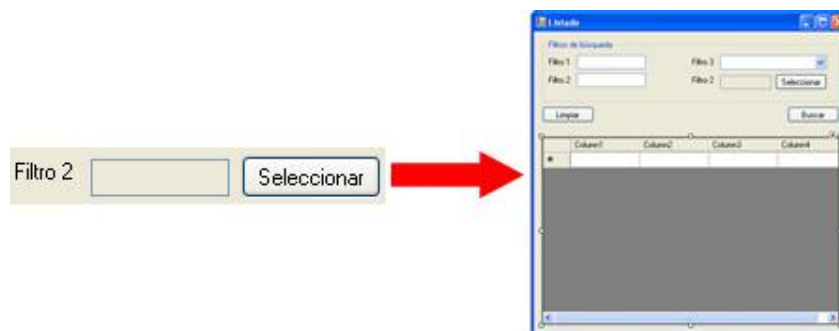 Listado
Filtros de búsqueda
Filtro 1 Filtro 3
Filtro 2 Filtro 2 Seleccionar
Limpiar Buscar
Column1 Column2 Column3 Column4
Filtro 2 Seleccionar